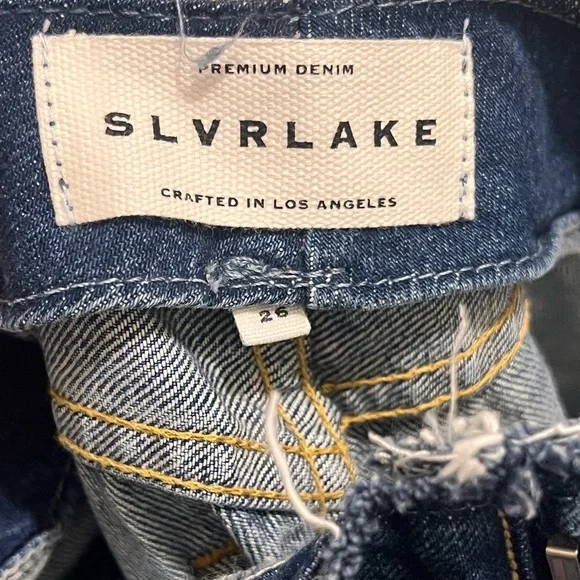 PREMIUM DENIM
SLVRLAKE
CRAFTED IN LOS ANGELES
26